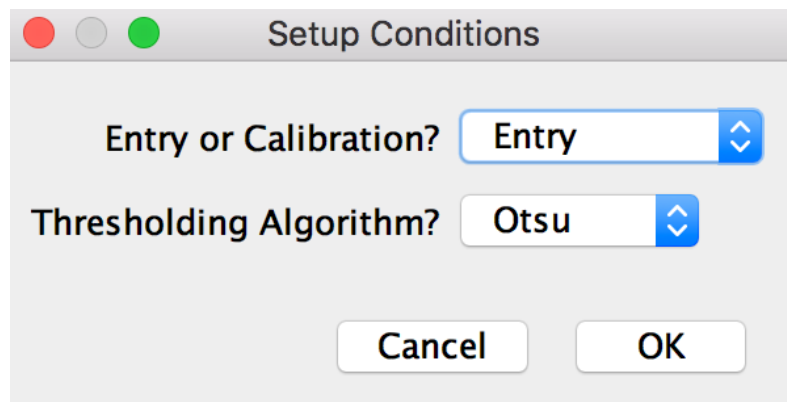 Setup Conditions
Entry or Calibration? Entry
Thresholding Algorithm? Otsu
Cancel OK